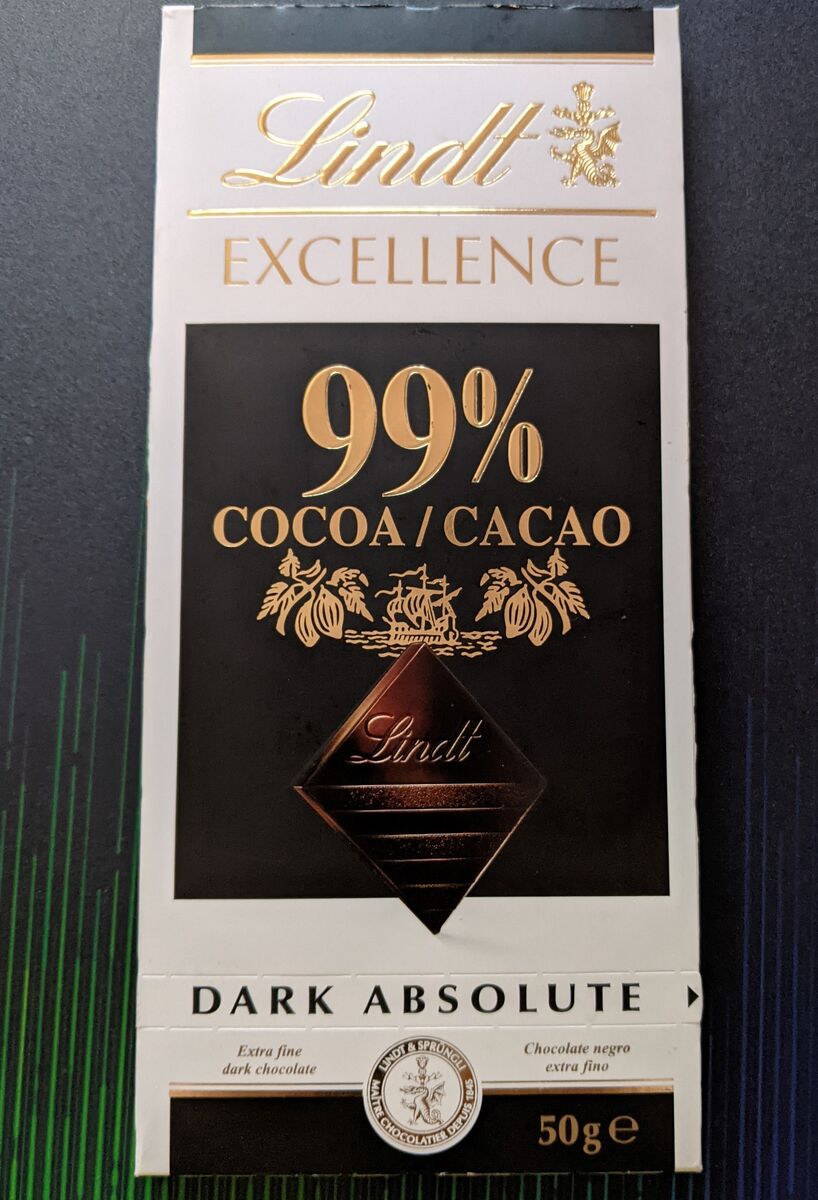 Lindt
EXCELLENCE
99%
COCOA / CACAO
Lindt
DARK ABSOLUTE
Extra fine
dark chocolate
Chocolate negro
extra fino
LINDT & SPRÜNGLI
MAÎTRE CHOCOLATIER DEPUIS 1845
50g ℮